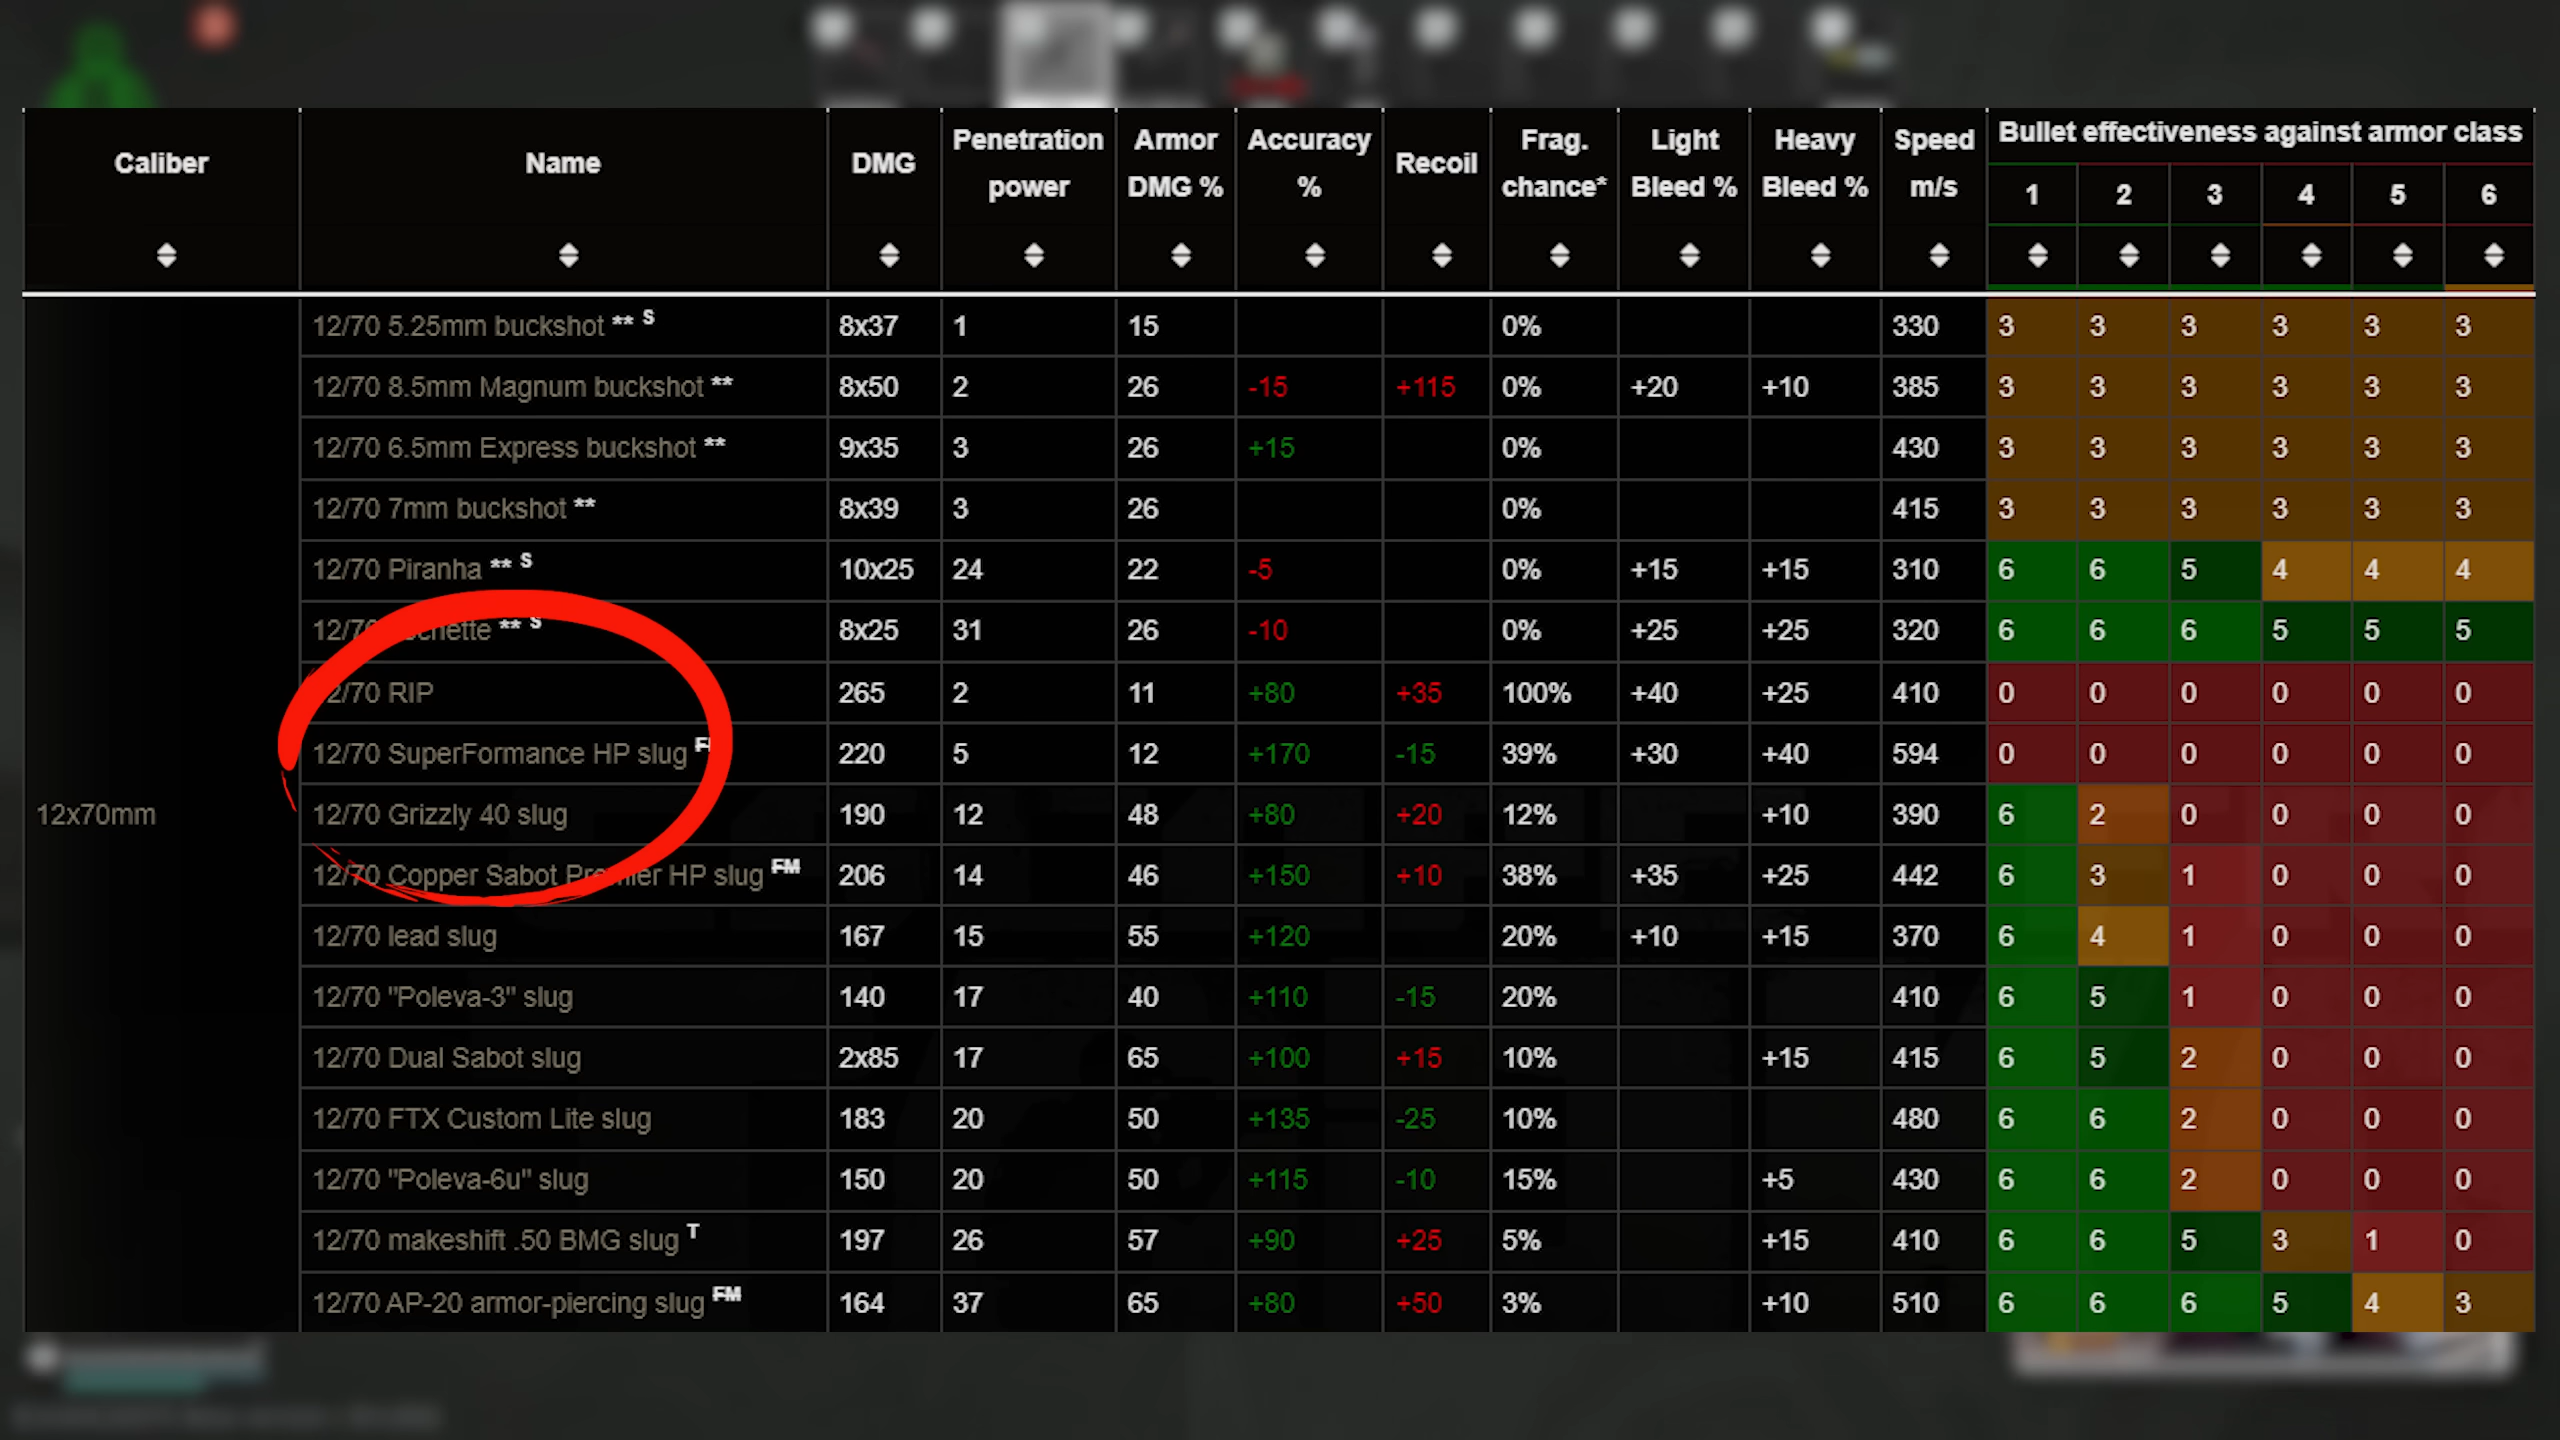 Caliber Name DMG Penetration power Armor DMG % Accuracy % Recoil Frag. chance* Light Bleed % Heavy Bleed % Speed m/s Bullet effectiveness against armor class
1 2 3 4 5 6
12/70 5.25mm buckshot ** S 8x37 1 15 0% 330 3 3 3 3 3 3
12/70 8.5mm Magnum buckshot ** 8x50 2 26 -15 +115 0% +20 +10 385 3 3 3 3 3 3
12/70 6.5mm Express buckshot ** 9x35 3 26 +15 0% 430 3 3 3 3 3 3
12/70 7mm buckshot ** 8x39 3 26 0% 415 3 3 3 3 3 3
12/70 Piranha ** S 10x25 24 22 -5 0% +15 +15 310 6 6 5 4 4 4
** S 8x25 31 26 -10 0% +25 +25 320 6 6 6 5 5 5
12/70 RIP 265 2 11 +80 +35 100% +40 +25 410 0 0 0 0 0 0
12/70 SuperFormance HP slug 220 5 12 +170 -15 39% +30 +40 594 0 0 0 0 0 0
12x70mm 12/70 Grizzly 40 slug 190 12 48 +80 +20 12% +10 390 6 2 0 0 0 0
12/70 Copper Sabot Premier HP slug FM 206 14 46 +150 +10 38% +35 +25 442 6 3 1 0 0 0
12/70 lead slug 167 15 55 +120 20% +10 +15 370 6 4 1 0 0 0
12/70 "Poleva-3" slug 140 17 40 +110 -15 20% 410 6 5 1 0 0 0
12/70 Dual Sabot slug 2x85 17 65 +100 +15 10% +15 415 6 5 2 0 0 0
12/70 FTX Custom Lite slug 183 20 50 +135 -25 10% 480 6 6 2 0 0 0
12/70 "Poleva-6u" slug 150 20 50 +115 -10 15% +5 430 6 6 2 0 0 0
12/70 makeshift .50 BMG slug T 197 26 57 +90 +25 5% +15 410 6 6 5 3 1 0
12/70 AP-20 armor-piercing slug FM 164 37 65 +80 +50 3% +10 510 6 6 6 5 4 3